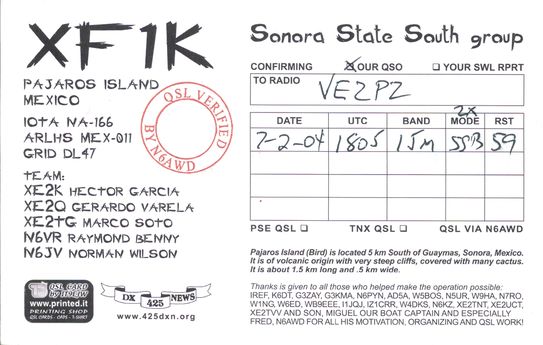 XF1K
PAJAROS ISLAND
MEXICO
IOTA NA-166
ARLHS MEX-011
GRID DL47
TEAM:
XE2K HECTOR GARCIA
XE2Q GERARDO VARELA
XE2TG MARCO SOTO
N6VR RAYMOND BENNY
N6JV NORMAN WILSON
QSL VERIFIED
BY N6AWD
QSL CARD
www.printed.it
PRINTING SHOP
QSL CARDS - CAPS - T-SHIRT
DX 425 NEWS
www.425dxn.org
Sonora State South group
CONFIRMING X OUR QSO ☐ YOUR SWL RPRT
TO RADIO VE2PZ
DATE UTC BAND 2X MODE RST
7-2-04 1805 15M SSB 59
PSE QSL ☐ TNX QSL ☐ QSL VIA N6AWD
Pajaros Island (Bird) is located 5 km South of Guaymas, Sonora, Mexico.
It is of volcanic origin with very steep cliffs, covered with many cactus.
It is about 1.5 km long and .5 km wide.
Thanks is given to all those who helped make the operation possible:
IREF, K6DT, G3ZAY, G3KMA, N6PYN, AD5A, W5BOS, N5UR, W9HA, N7RO,
W1NG, W6ED, WB9EEE, I1JQJ, IZ1CRR, W4DKS, N6KZ, XE2TNT, XE2UCT,
XE2TVV AND SON, MIGUEL OUR BOAT CAPTAIN AND ESPECIALLY
FRED, N6AWD FOR ALL HIS MOTIVATION, ORGANIZING AND QSL WORK!